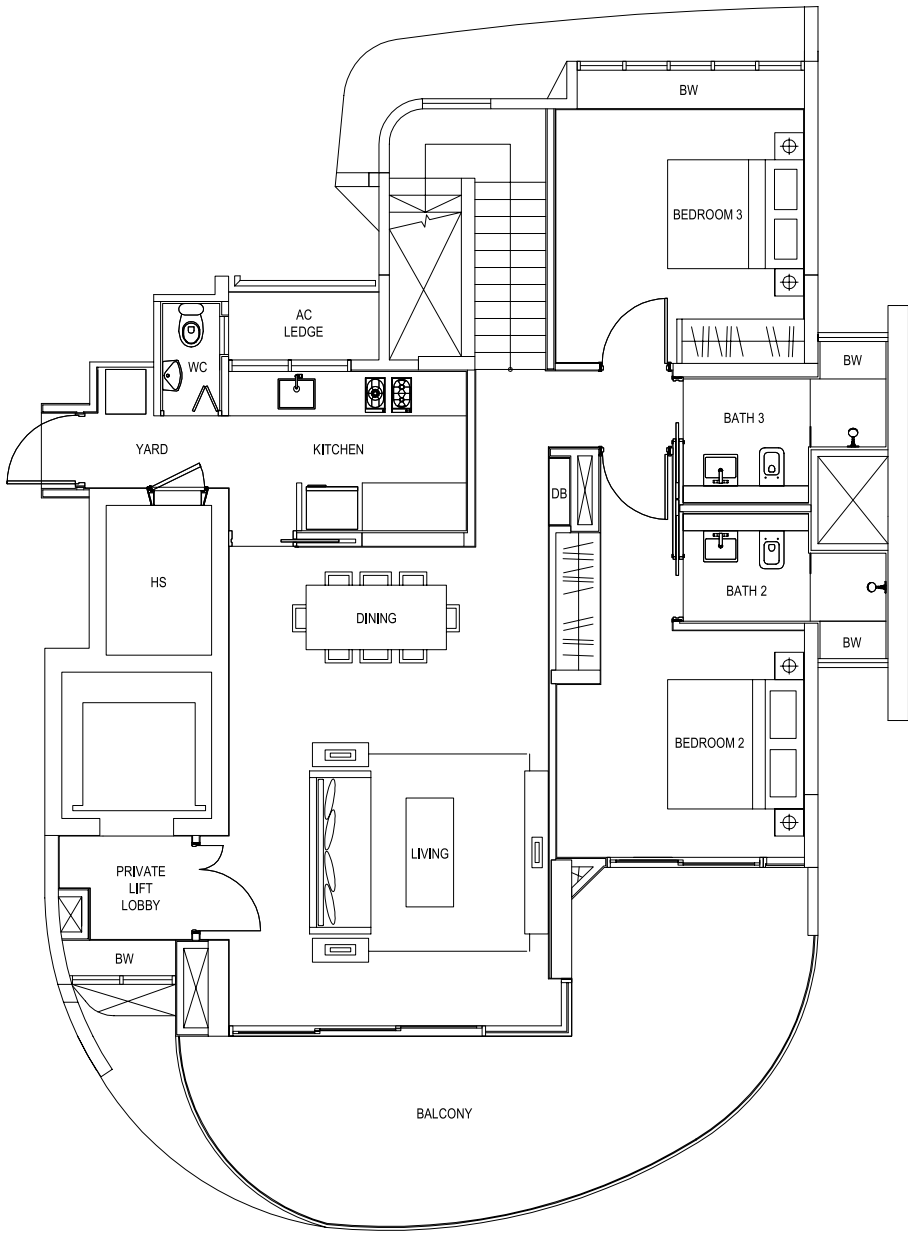 BW
BEDROOM 3
AC
LEDGE
WC
BW
BATH 3
YARD
KITCHEN
DB
HS
BATH 2
DINING
BW
BEDROOM 2
LIVING
PRIVATE
LIFT
LOBBY
BW
BALCONY